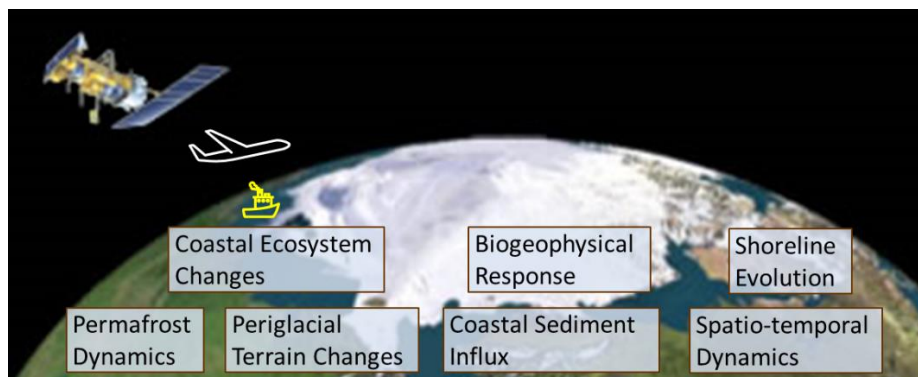 Coastal Ecosystem
Changes
Biogeophysical
Response
Shoreline
Evolution
Permafrost
Dynamics
Periglacial
Terrain Changes
Coastal Sediment
Influx
Spatio-temporal
Dynamics